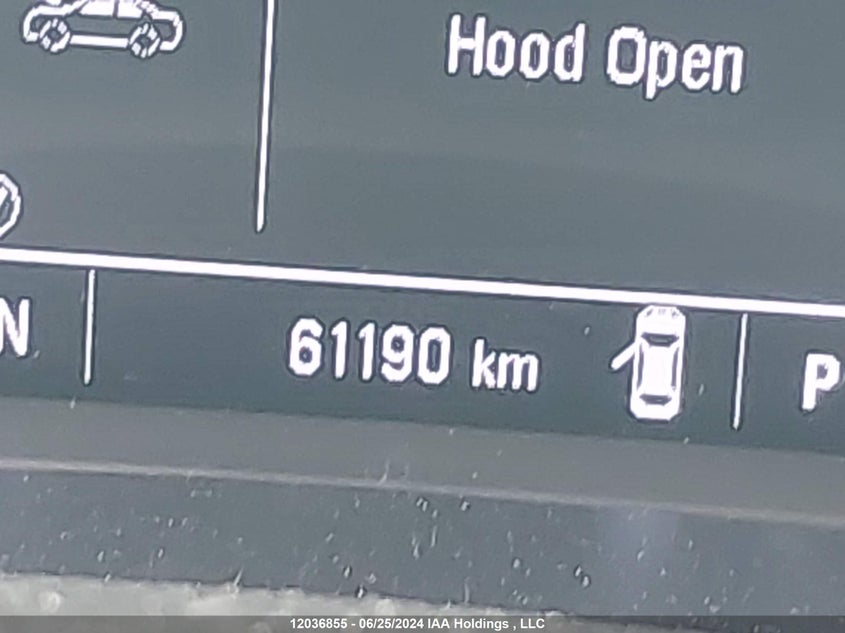 Hood Open
N
61190 km
P
12036855 - 06/25/2024 IAA Holdings , LLC